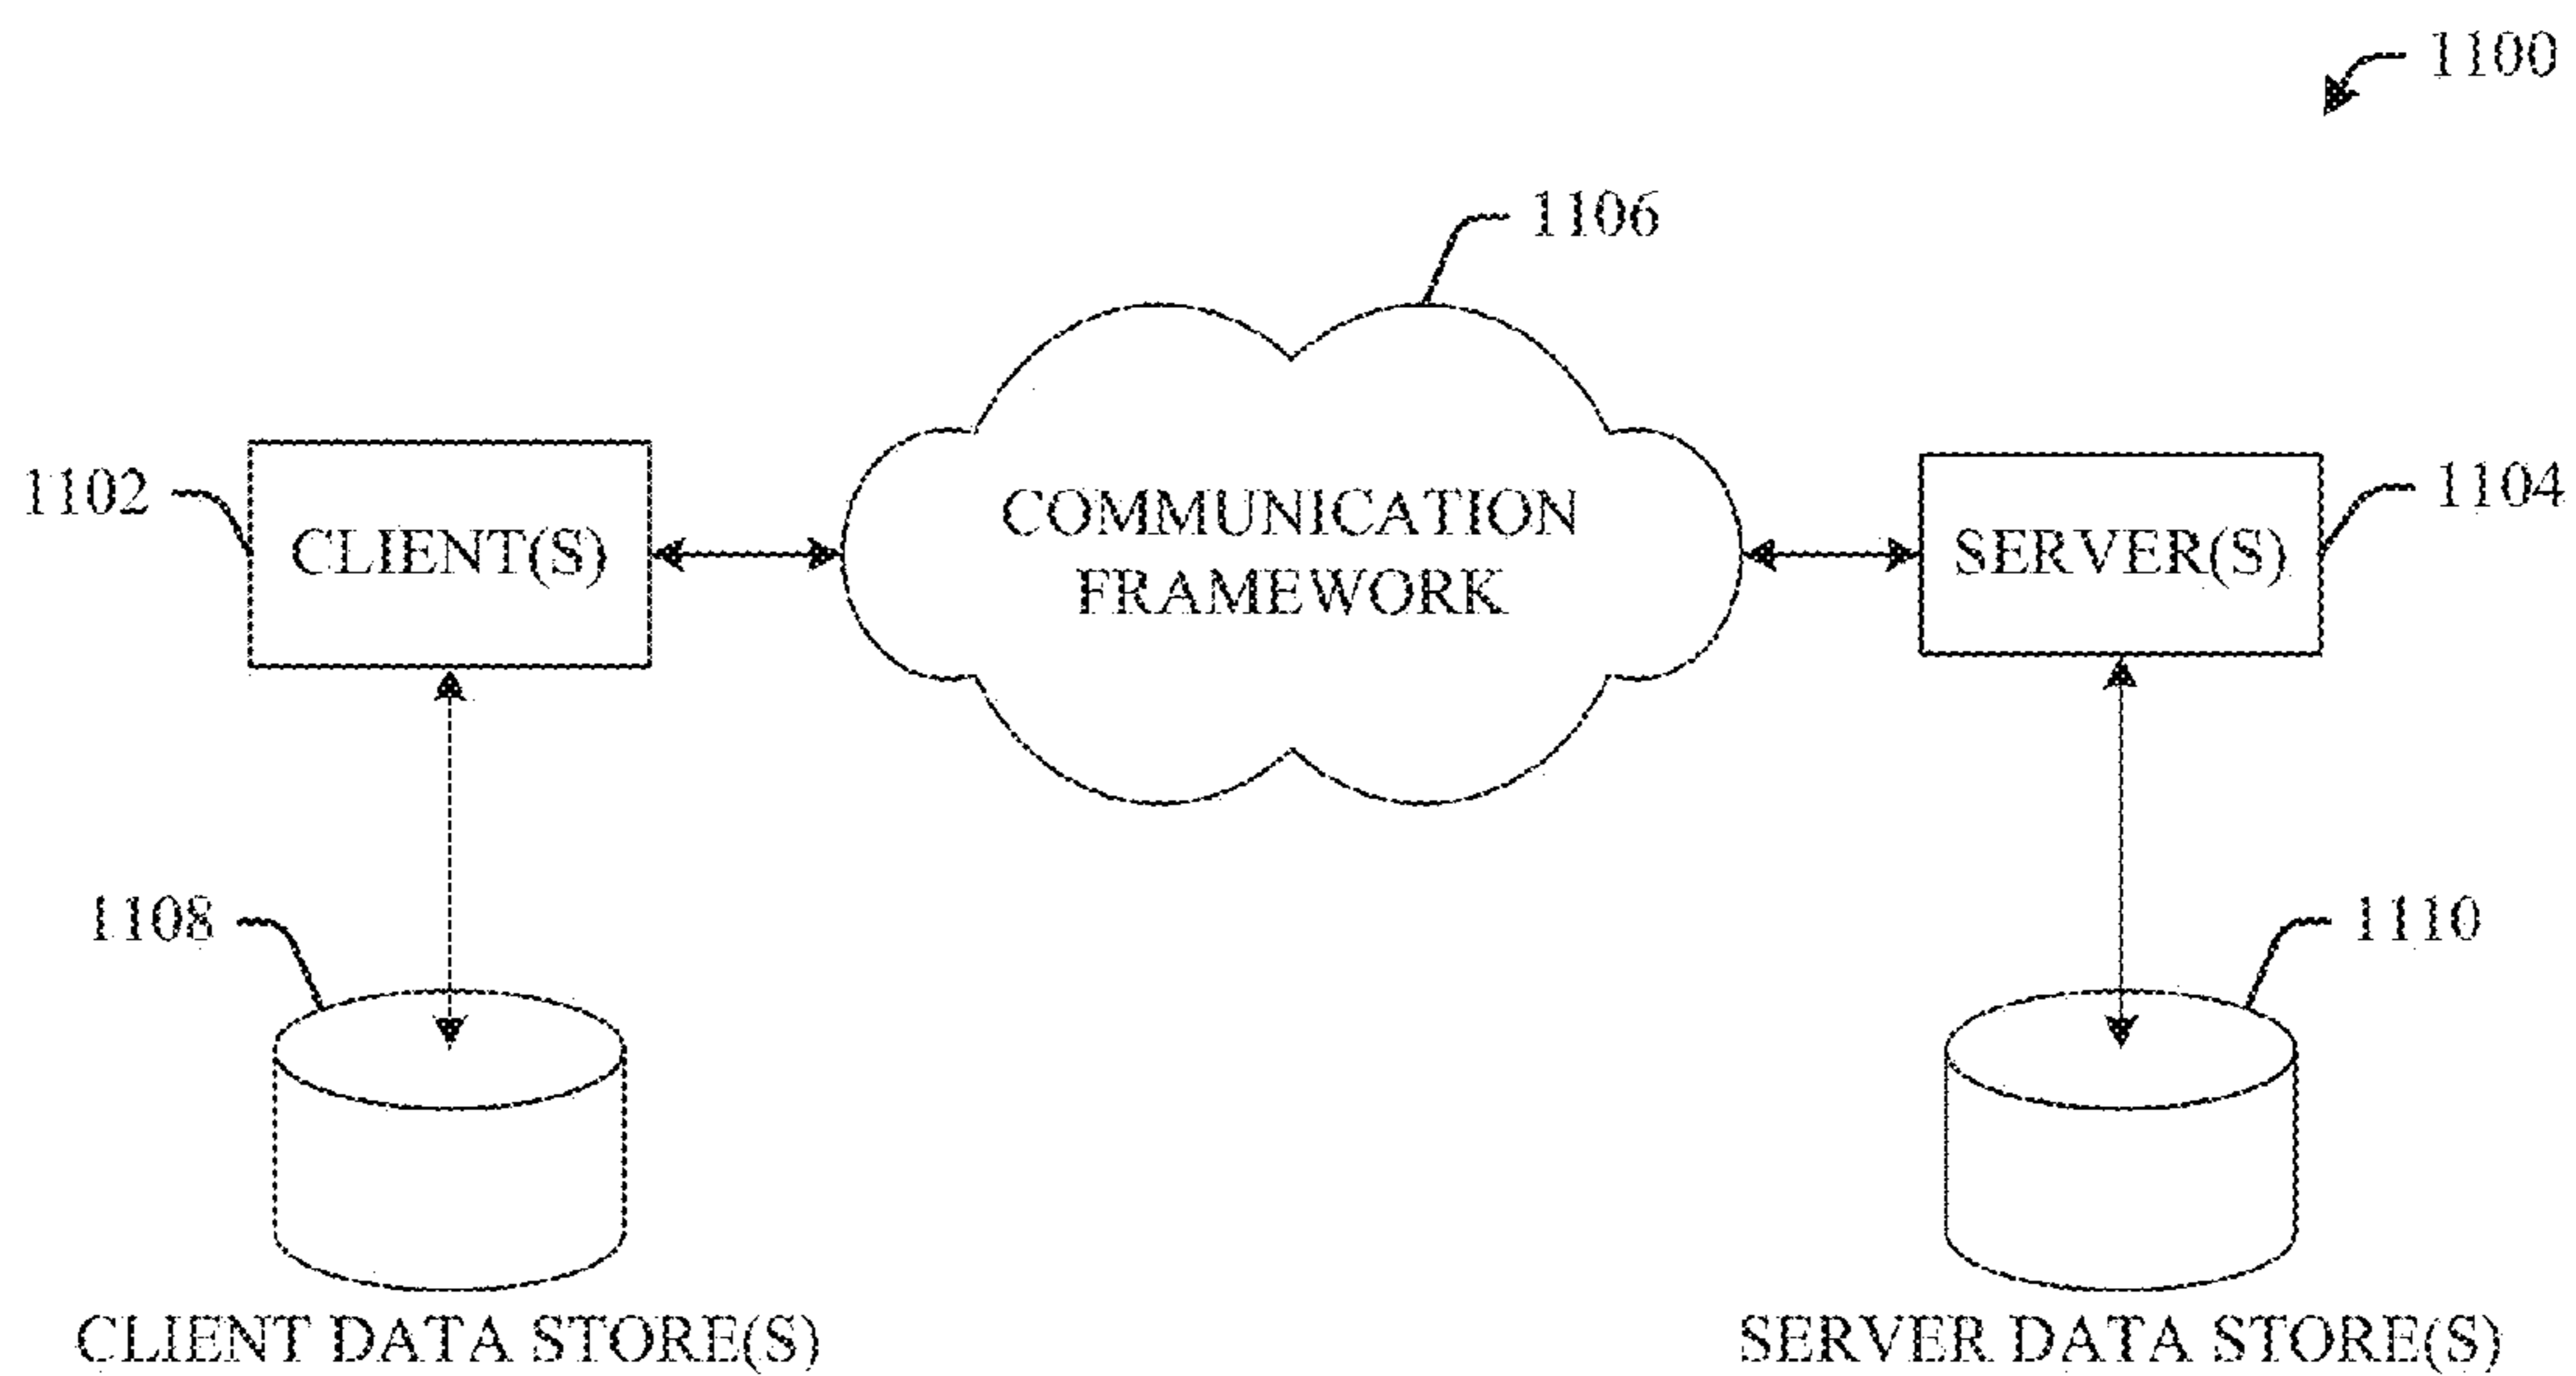 1100
1106
1102
CLIENT(S)
COMMUNICATION
FRAMEWORK
SERVER(S)
1104
1108
1110
CLIENT DATA STORE(S)
SERVER DATA STORE(S)